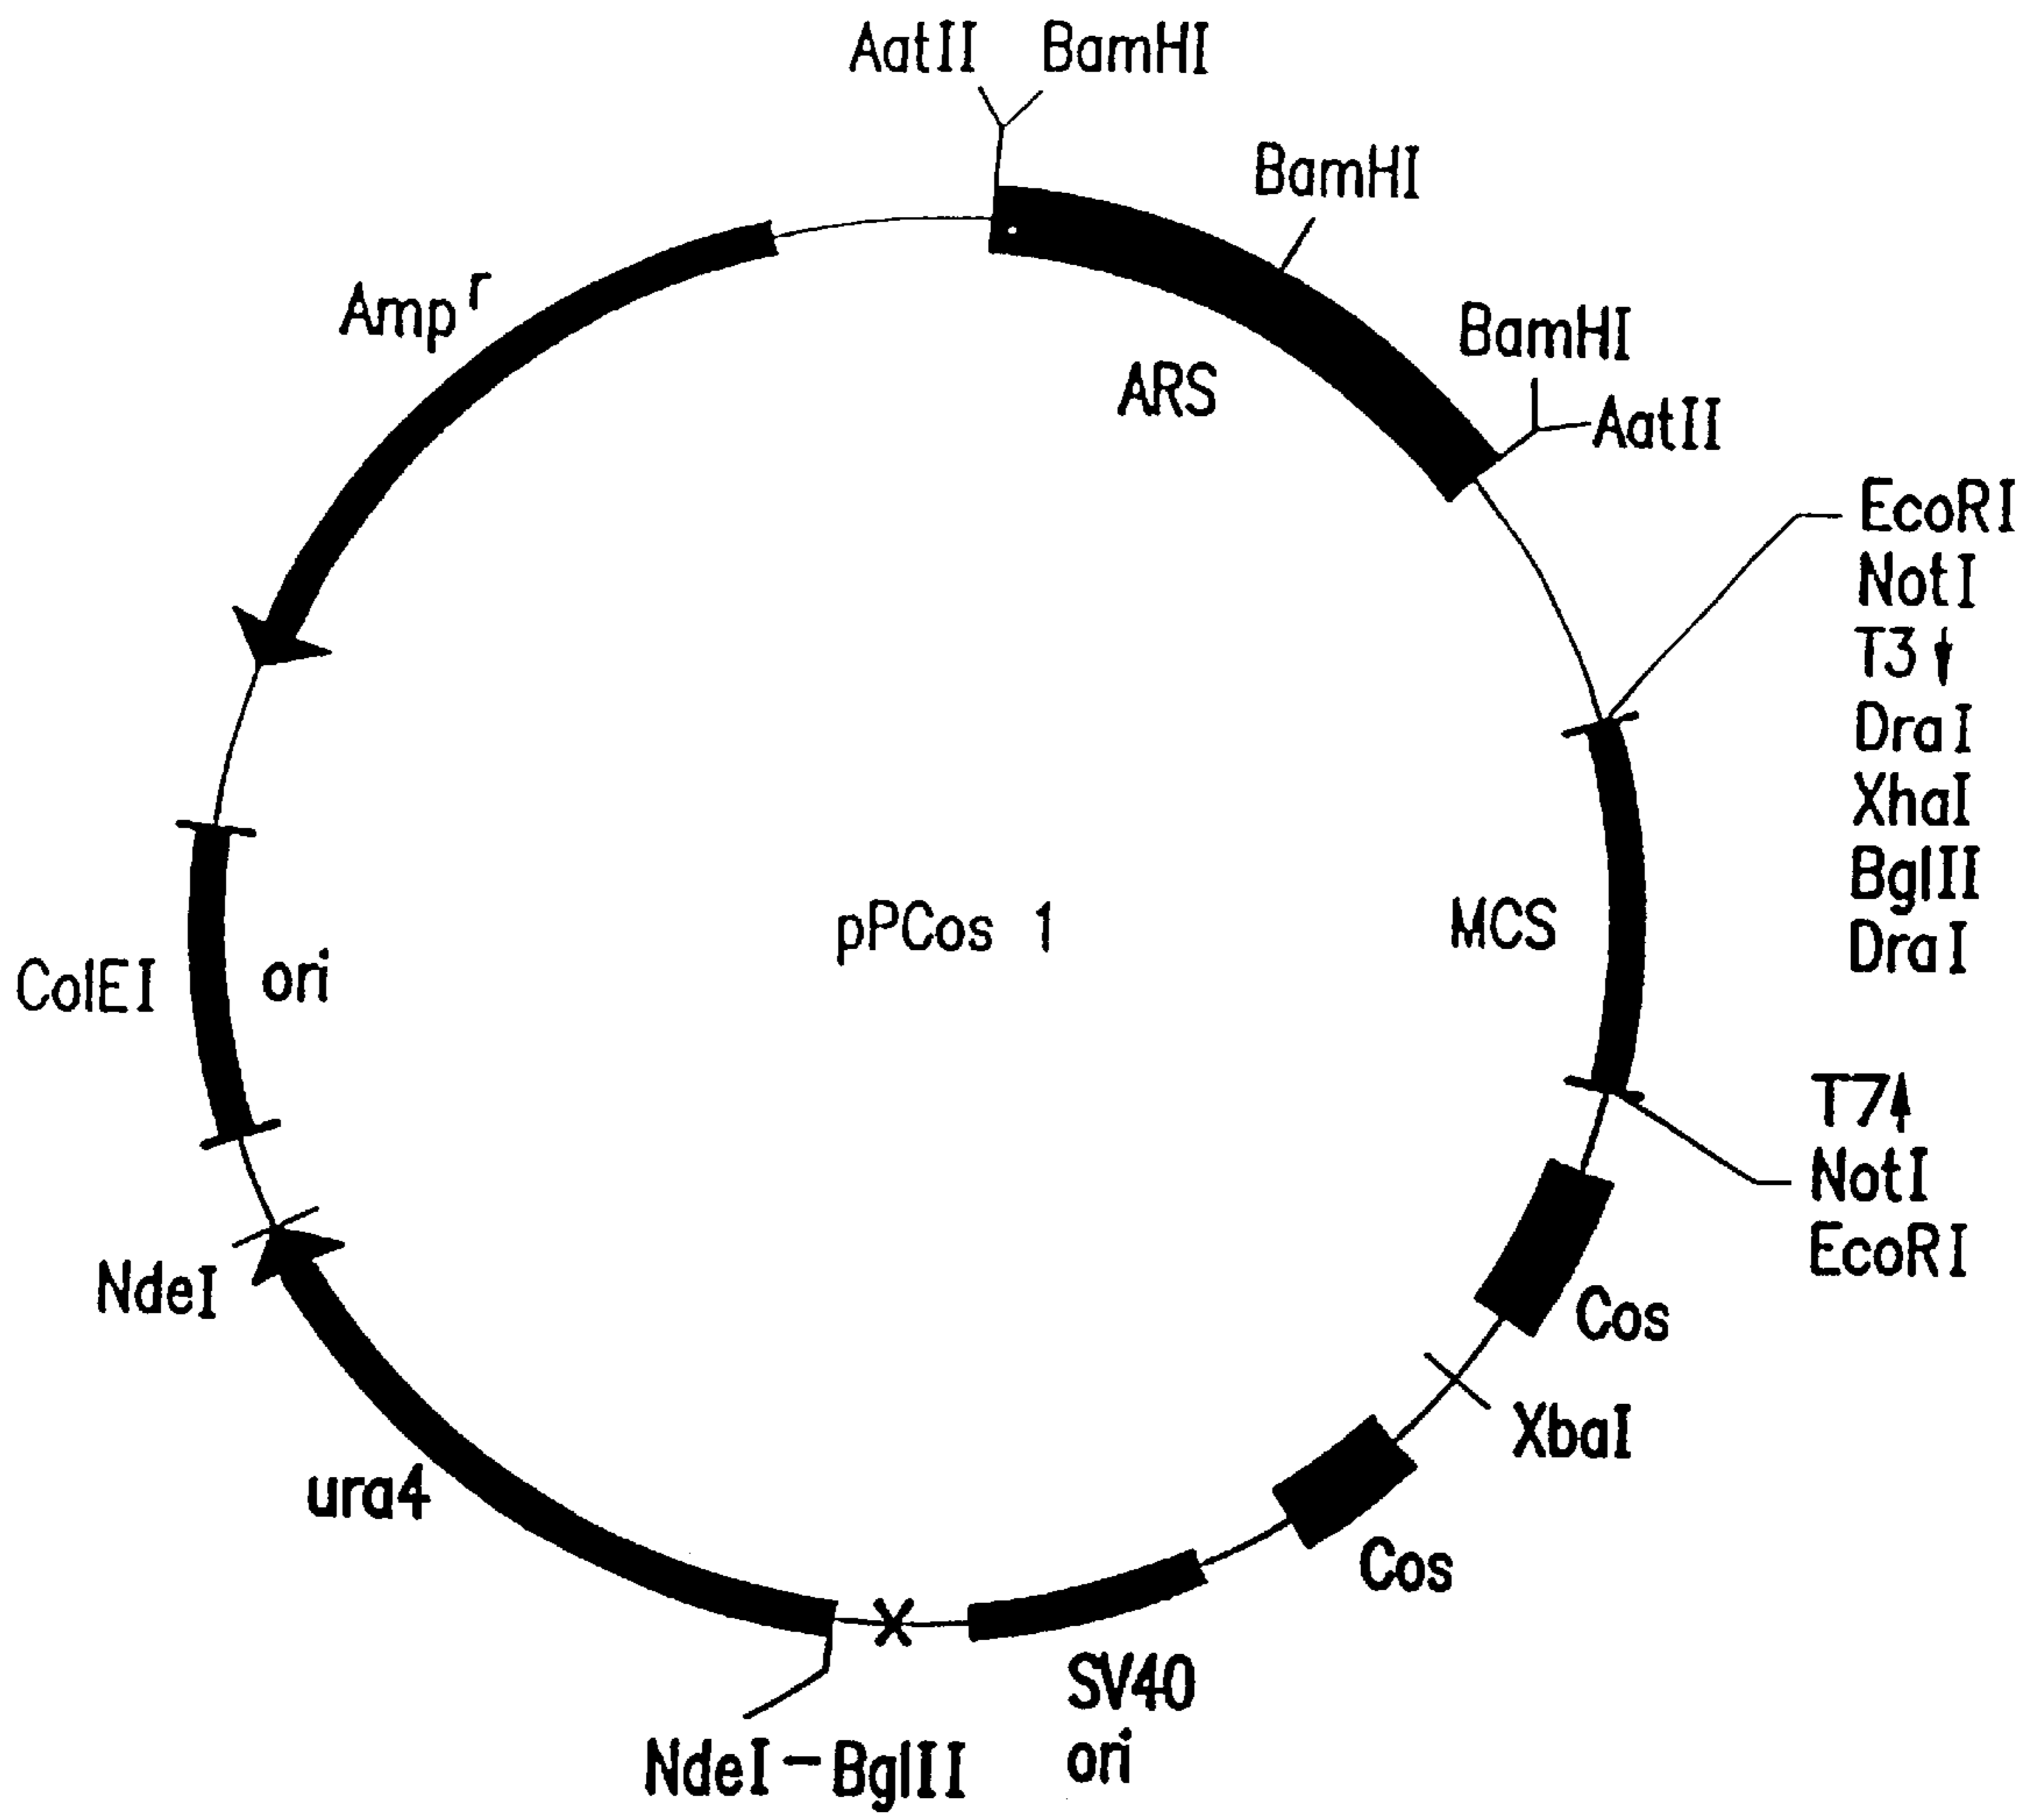 AatII BamHI
BamHI
Amp r
BamHI
ARS
AatII
EcoRI
NotI
T3
DraI
XhaI
BglII
DraI
pPCos 1
MCS
ColEI ori
T7
NotI
EcoRI
NdeI
Cos
XbaI
ura4
Cos
SV40
ori
NdeI-BglII